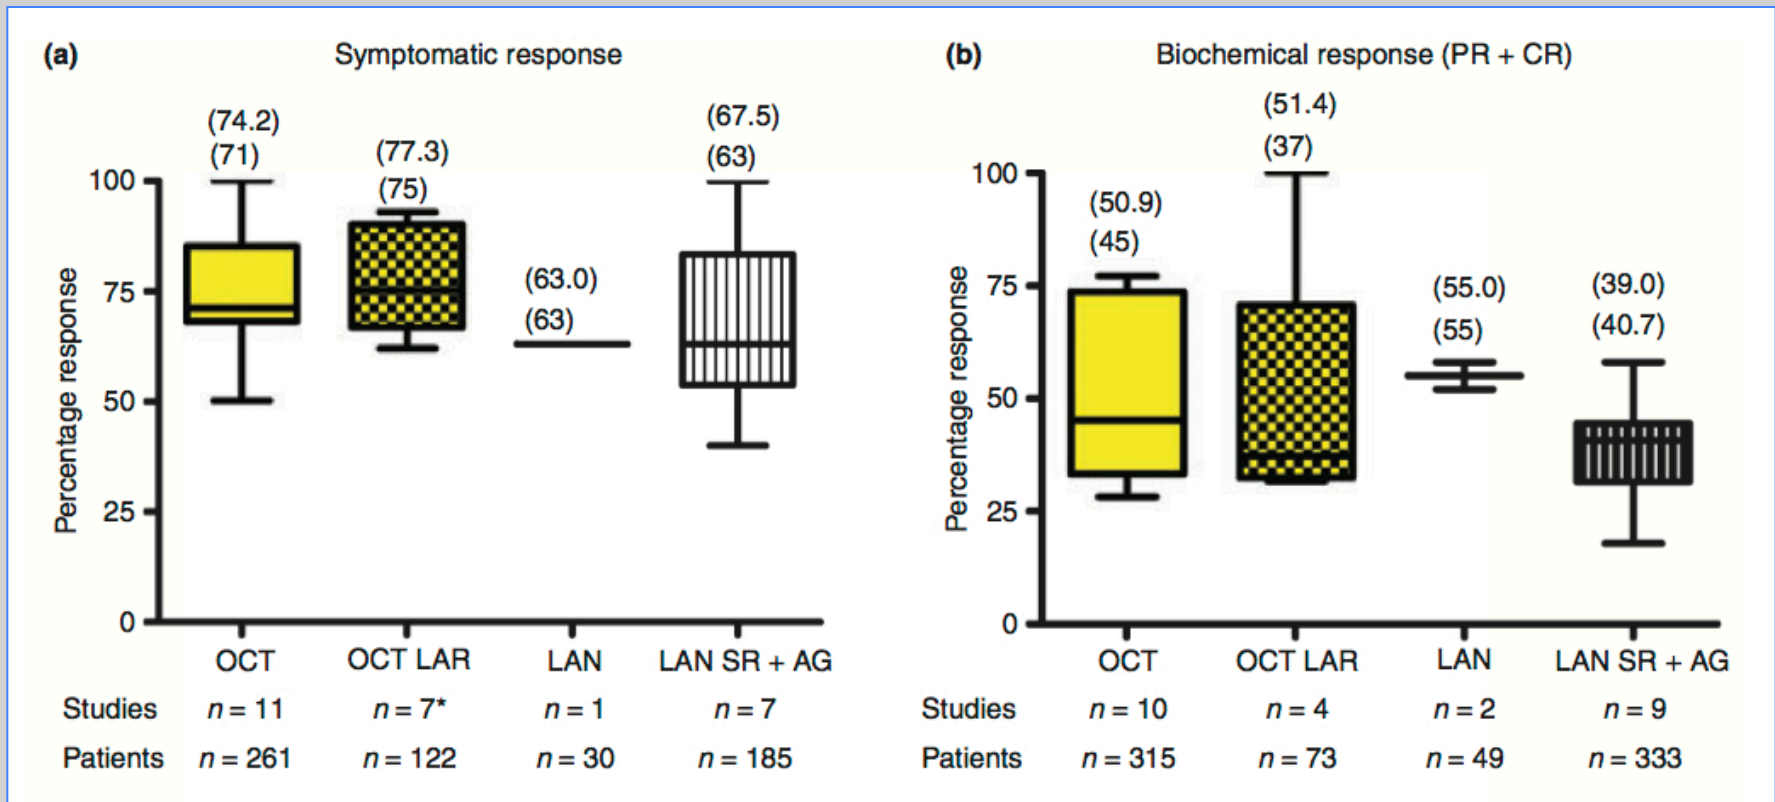 (a) Symptomatic response
(74.2)
(71)
(77.3)
(75)
(63.0)
(63)
(67.5)
(63)
Percentage response
100
75
50
25
0
OCT OCT LAR LAN LAN SR + AG
Studies n = 11 n = 7* n = 1 n = 7
Patients n = 261 n = 122 n = 30 n = 185
(b) Biochemical response (PR + CR)
(50.9)
(45)
(51.4)
(37)
(55.0)
(55)
(39.0)
(40.7)
Percentage response
100
75
50
25
0
OCT OCT LAR LAN LAN SR + AG
Studies n = 10 n = 4 n = 2 n = 9
Patients n = 315 n = 73 n = 49 n = 333